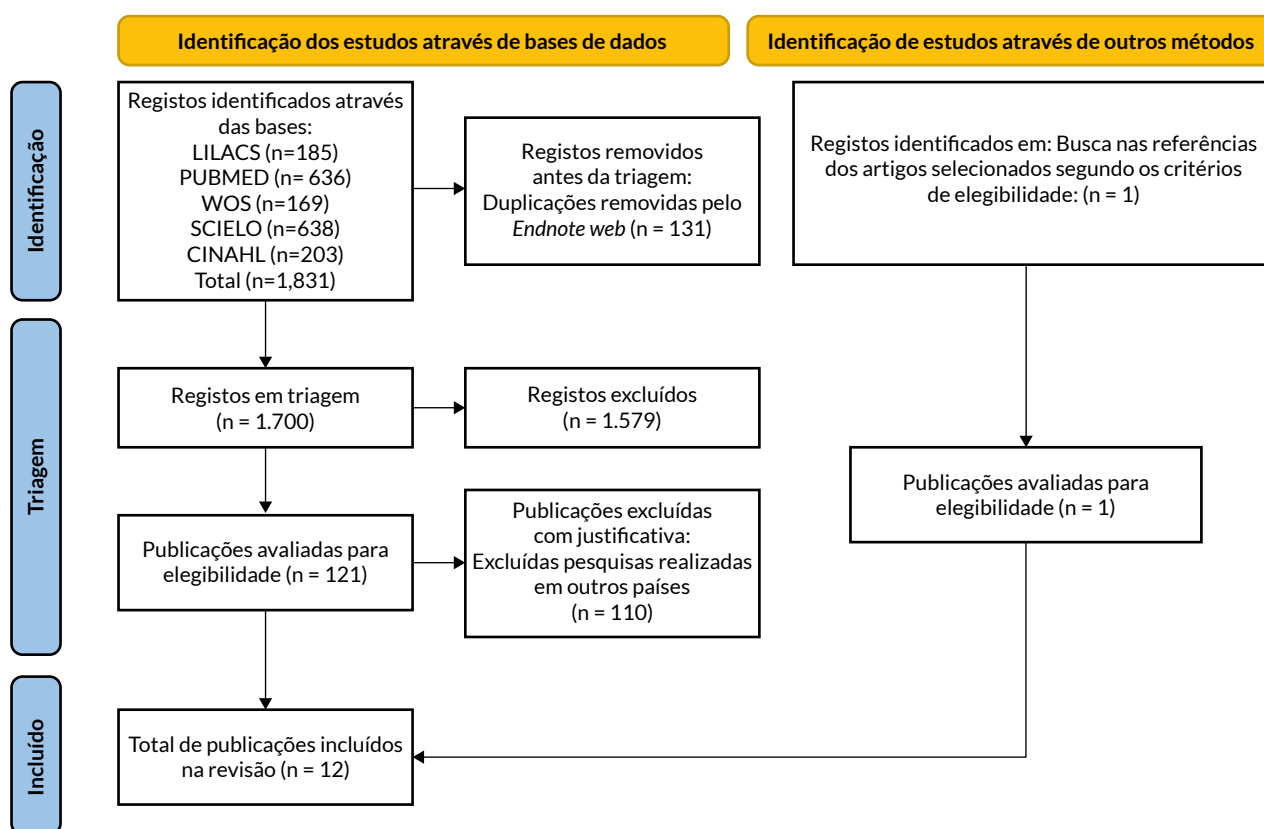 Identificação dos estudos através de bases de dados
Identificação de estudos através de outros métodos
Identificação
Registos identificados através
das bases:
LILACS (n=185)
PUBMED (n= 636)
WOS (n=169)
SCIELO (n=638)
CINAHL (n=203)
Total (n=1,831)
Registos removidos
antes da triagem:
Duplicações removidas pelo
Endnote web (n = 131)
Registos identificados em: Busca nas referências
dos artigos selecionados segundo os critérios
de elegibilidade: (n = 1)
Triagem
Registos em triagem
(n = 1.700)
Registos excluídos
(n = 1.579)
Publicações avaliadas para
elegibilidade (n = 121)
Publicações excluídas
com justificativa:
Excluídas pesquisas realizadas
em outros países
(n = 110)
Publicações avaliadas para
elegibilidade (n = 1)
Incluído
Total de publicações incluídos
na revisão (n = 12)